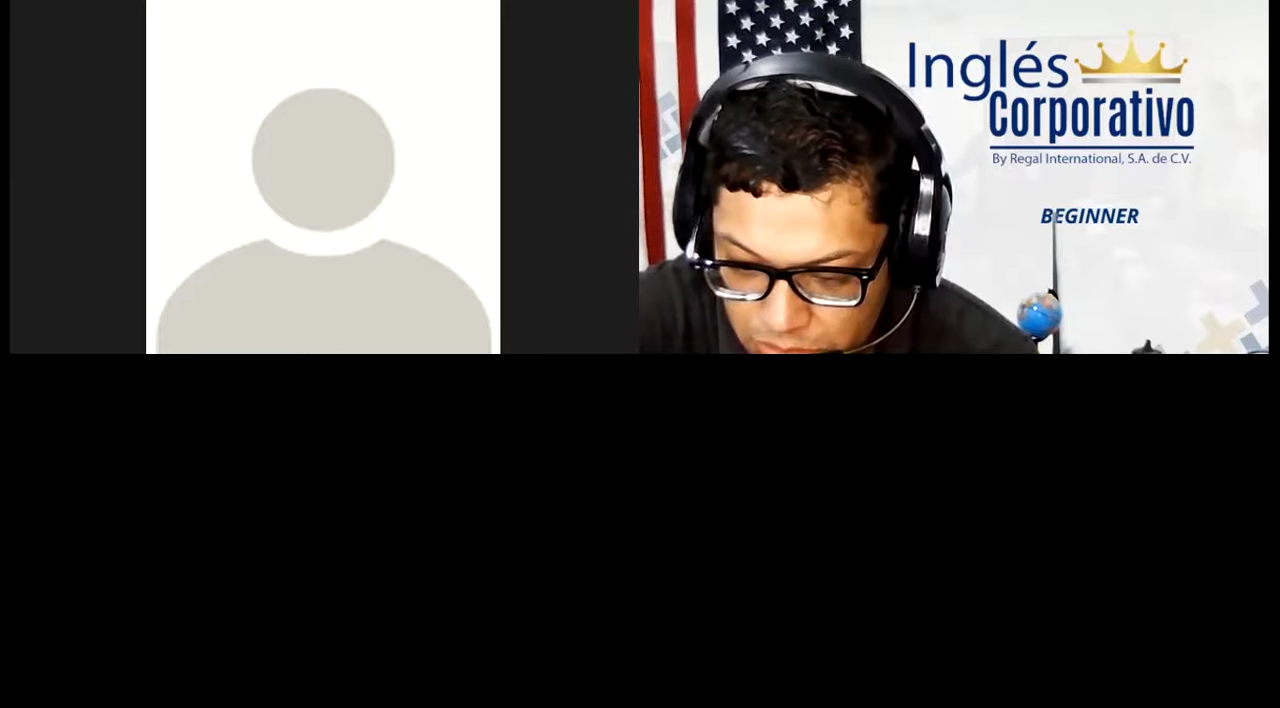 Inglés
Corporativo
By Regal International, S.A. de C.V.
BEGINNER